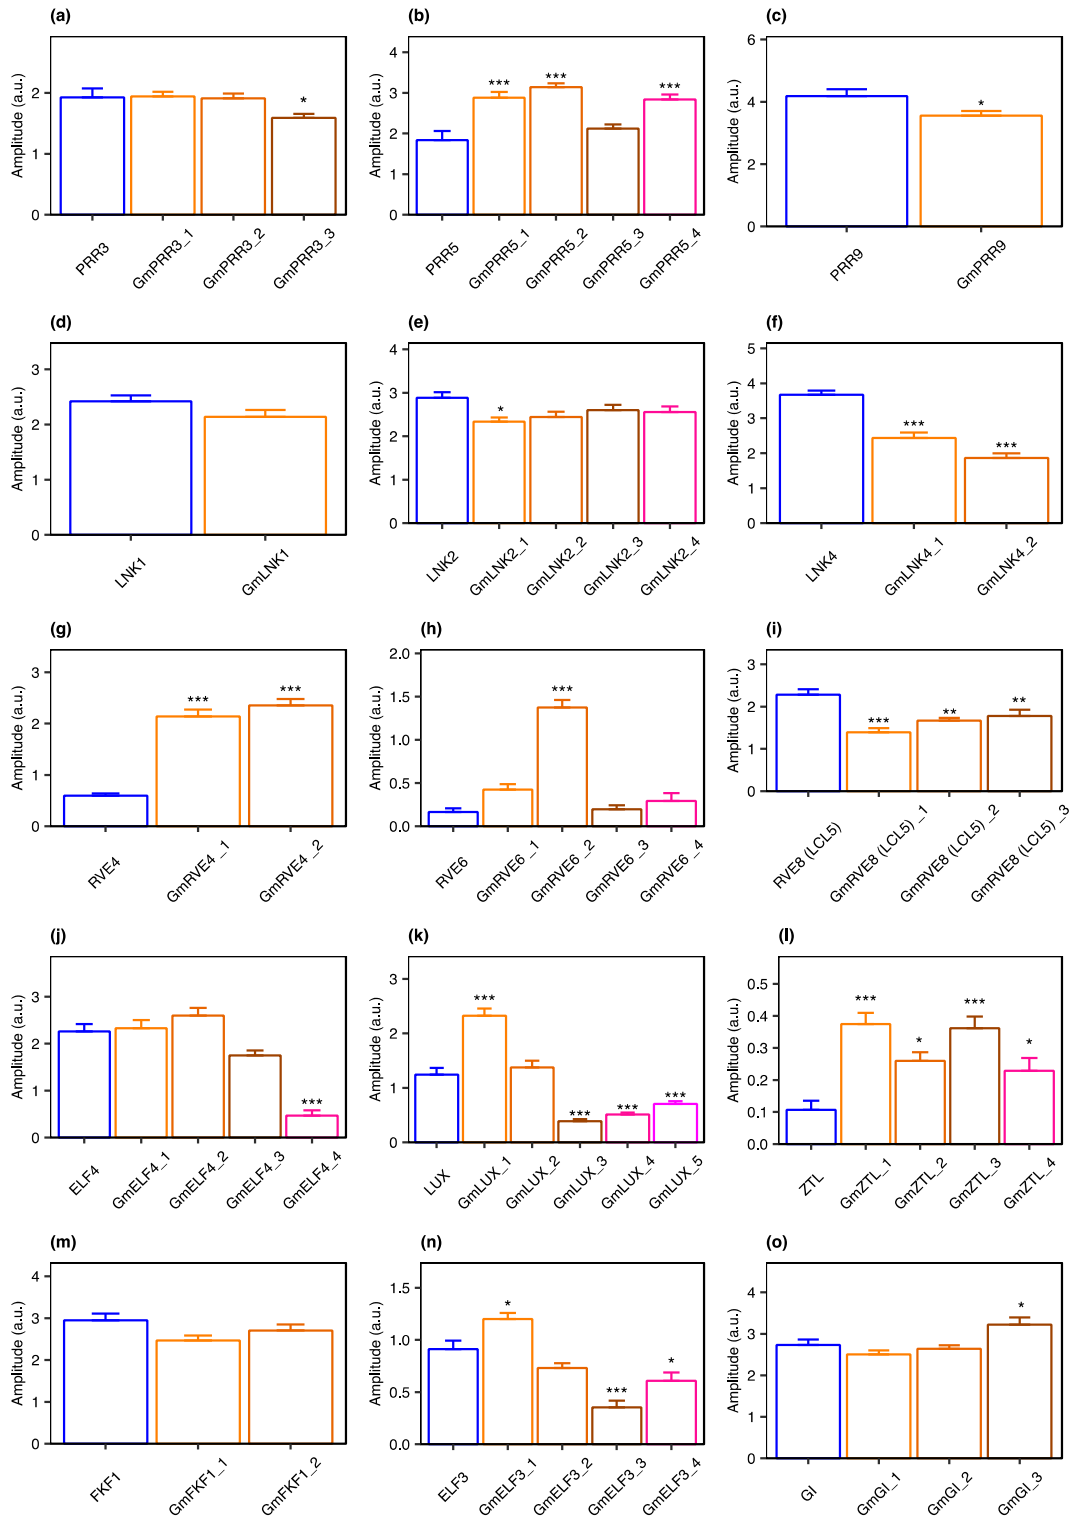 (a)
Amplitude (a.u.)
2
1
0
*
PRR3
GmPRR3_1
GmPRR3_2
GmPRR3_3
(b)
Amplitude (a.u.)
4
3
2
1
0
***
***
***
PRR5
GmPRR5_1
GmPRR5_2
GmPRR5_3
GmPRR5_4
(c)
Amplitude (a.u.)
6
4
2
0
*
PRR9
GmPRR9
(d)
Amplitude (a.u.)
3
2
1
0
LNK1
GmLNK1
(e)
Amplitude (a.u.)
4
3
2
1
0
*
LNK2
GmLNK2_1
GmLNK2_2
GmLNK2_3
GmLNK2_4
(f)
Amplitude (a.u.)
5
4
3
2
1
0
***
***
LNK4
GmLNK4_1
GmLNK4_2
(g)
Amplitude (a.u.)
3
2
1
0
***
***
RVE4
GmRVE4_1
GmRVE4_2
(h)
Amplitude (a.u.)
2.0
1.5
1.0
0.5
0.0
***
RVE6
GmRVE6_1
GmRVE6_2
GmRVE6_3
GmRVE6_4
(i)
Amplitude (a.u.)
3
2
1
0
***
**
**
RVE8 (LCL5)
GmRVE8 (LCL5) _1
GmRVE8 (LCL5) _2
GmRVE8 (LCL5) _3
(j)
Amplitude (a.u.)
3
2
1
0
***
ELF4
GmELF4_1
GmELF4_2
GmELF4_3
GmELF4_4
(k)
Amplitude (a.u.)
3
2
1
0
***
***
***
***
LUX
GmLUX_1
GmLUX_2
GmLUX_3
GmLUX_4
GmLUX_5
(l)
Amplitude (a.u.)
0.5
0.4
0.3
0.2
0.1
0.0
***
*
***
*
ZTL
GmZTL_1
GmZTL_2
GmZTL_3
GmZTL_4
(m)
Amplitude (a.u.)
4
3
2
1
0
FKF1
GmFKF1_1
GmFKF1_2
(n)
Amplitude (a.u.)
1.5
1.0
0.5
0.0
*
***
*
ELF3
GmELF3_1
GmELF3_2
GmELF3_3
GmELF3_4
(o)
Amplitude (a.u.)
4
3
2
1
0
*
GI
GmGI_1
GmGI_2
GmGI_3